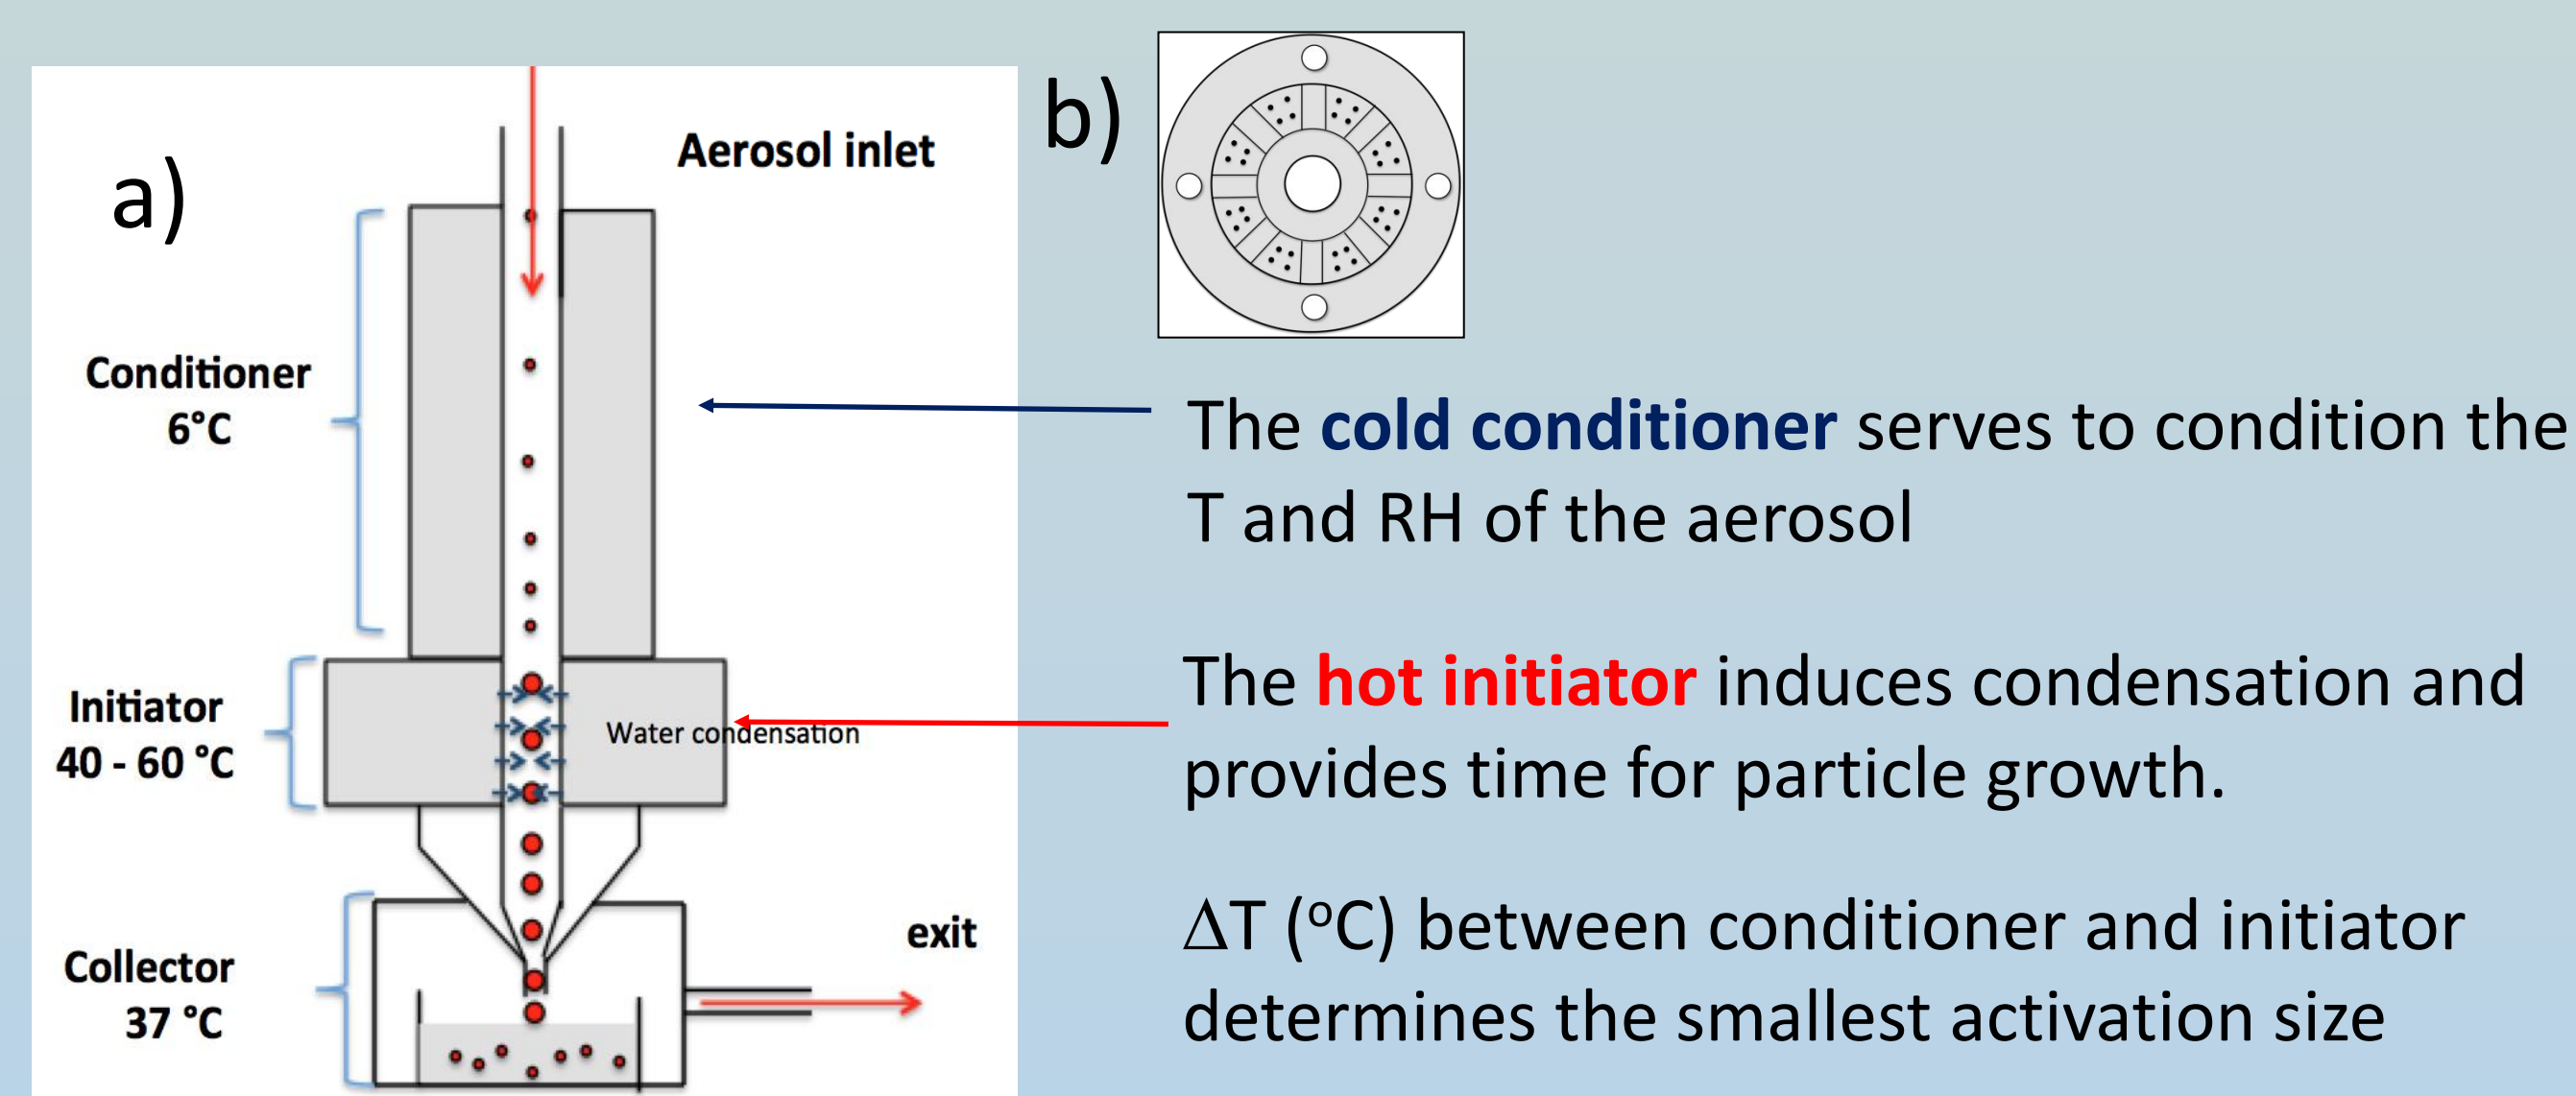 a)
Aerosol inlet
Conditioner
6°C
Initiator
40 - 60 °C
Water condensation
Collector
37 °C
exit
b)
The cold conditioner serves to condition the
T and RH of the aerosol
The hot initiator induces condensation and
provides time for particle growth.
ΔT (°C) between conditioner and initiator
determines the smallest activation size